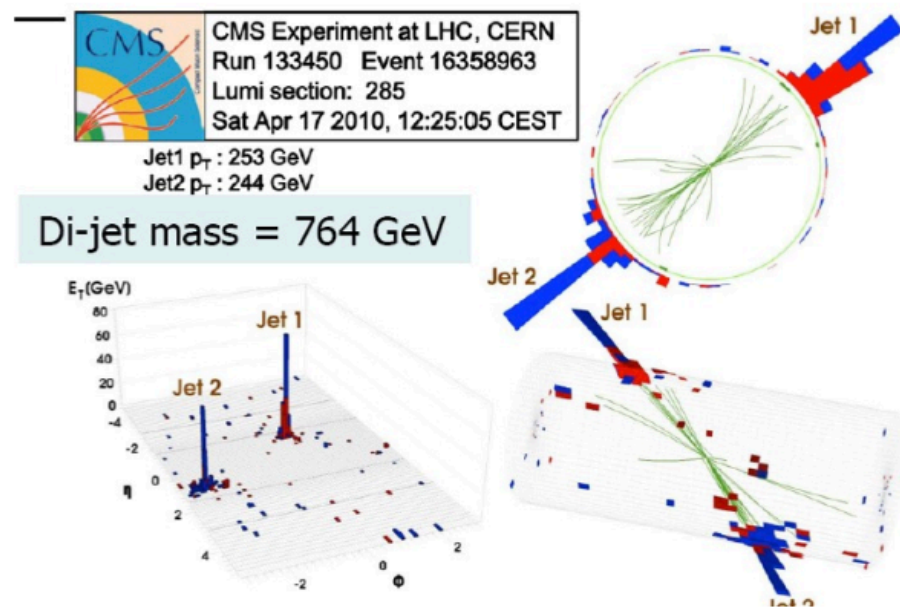 CMS
CMS Experiment at LHC, CERN
Run 133450 Event 16358963
Lumi section: 285
Sat Apr 17 2010, 12:25:05 CEST
Jet1 pT : 253 GeV
Jet2 pT : 244 GeV
Di-jet mass = 764 GeV
Jet 1
Jet 2
ET(GeV)
80
60
40
20
0
-4
-2
0
2
4
η
-2
0
2
Φ
Jet 1
Jet 2
Jet 1
Jet 2